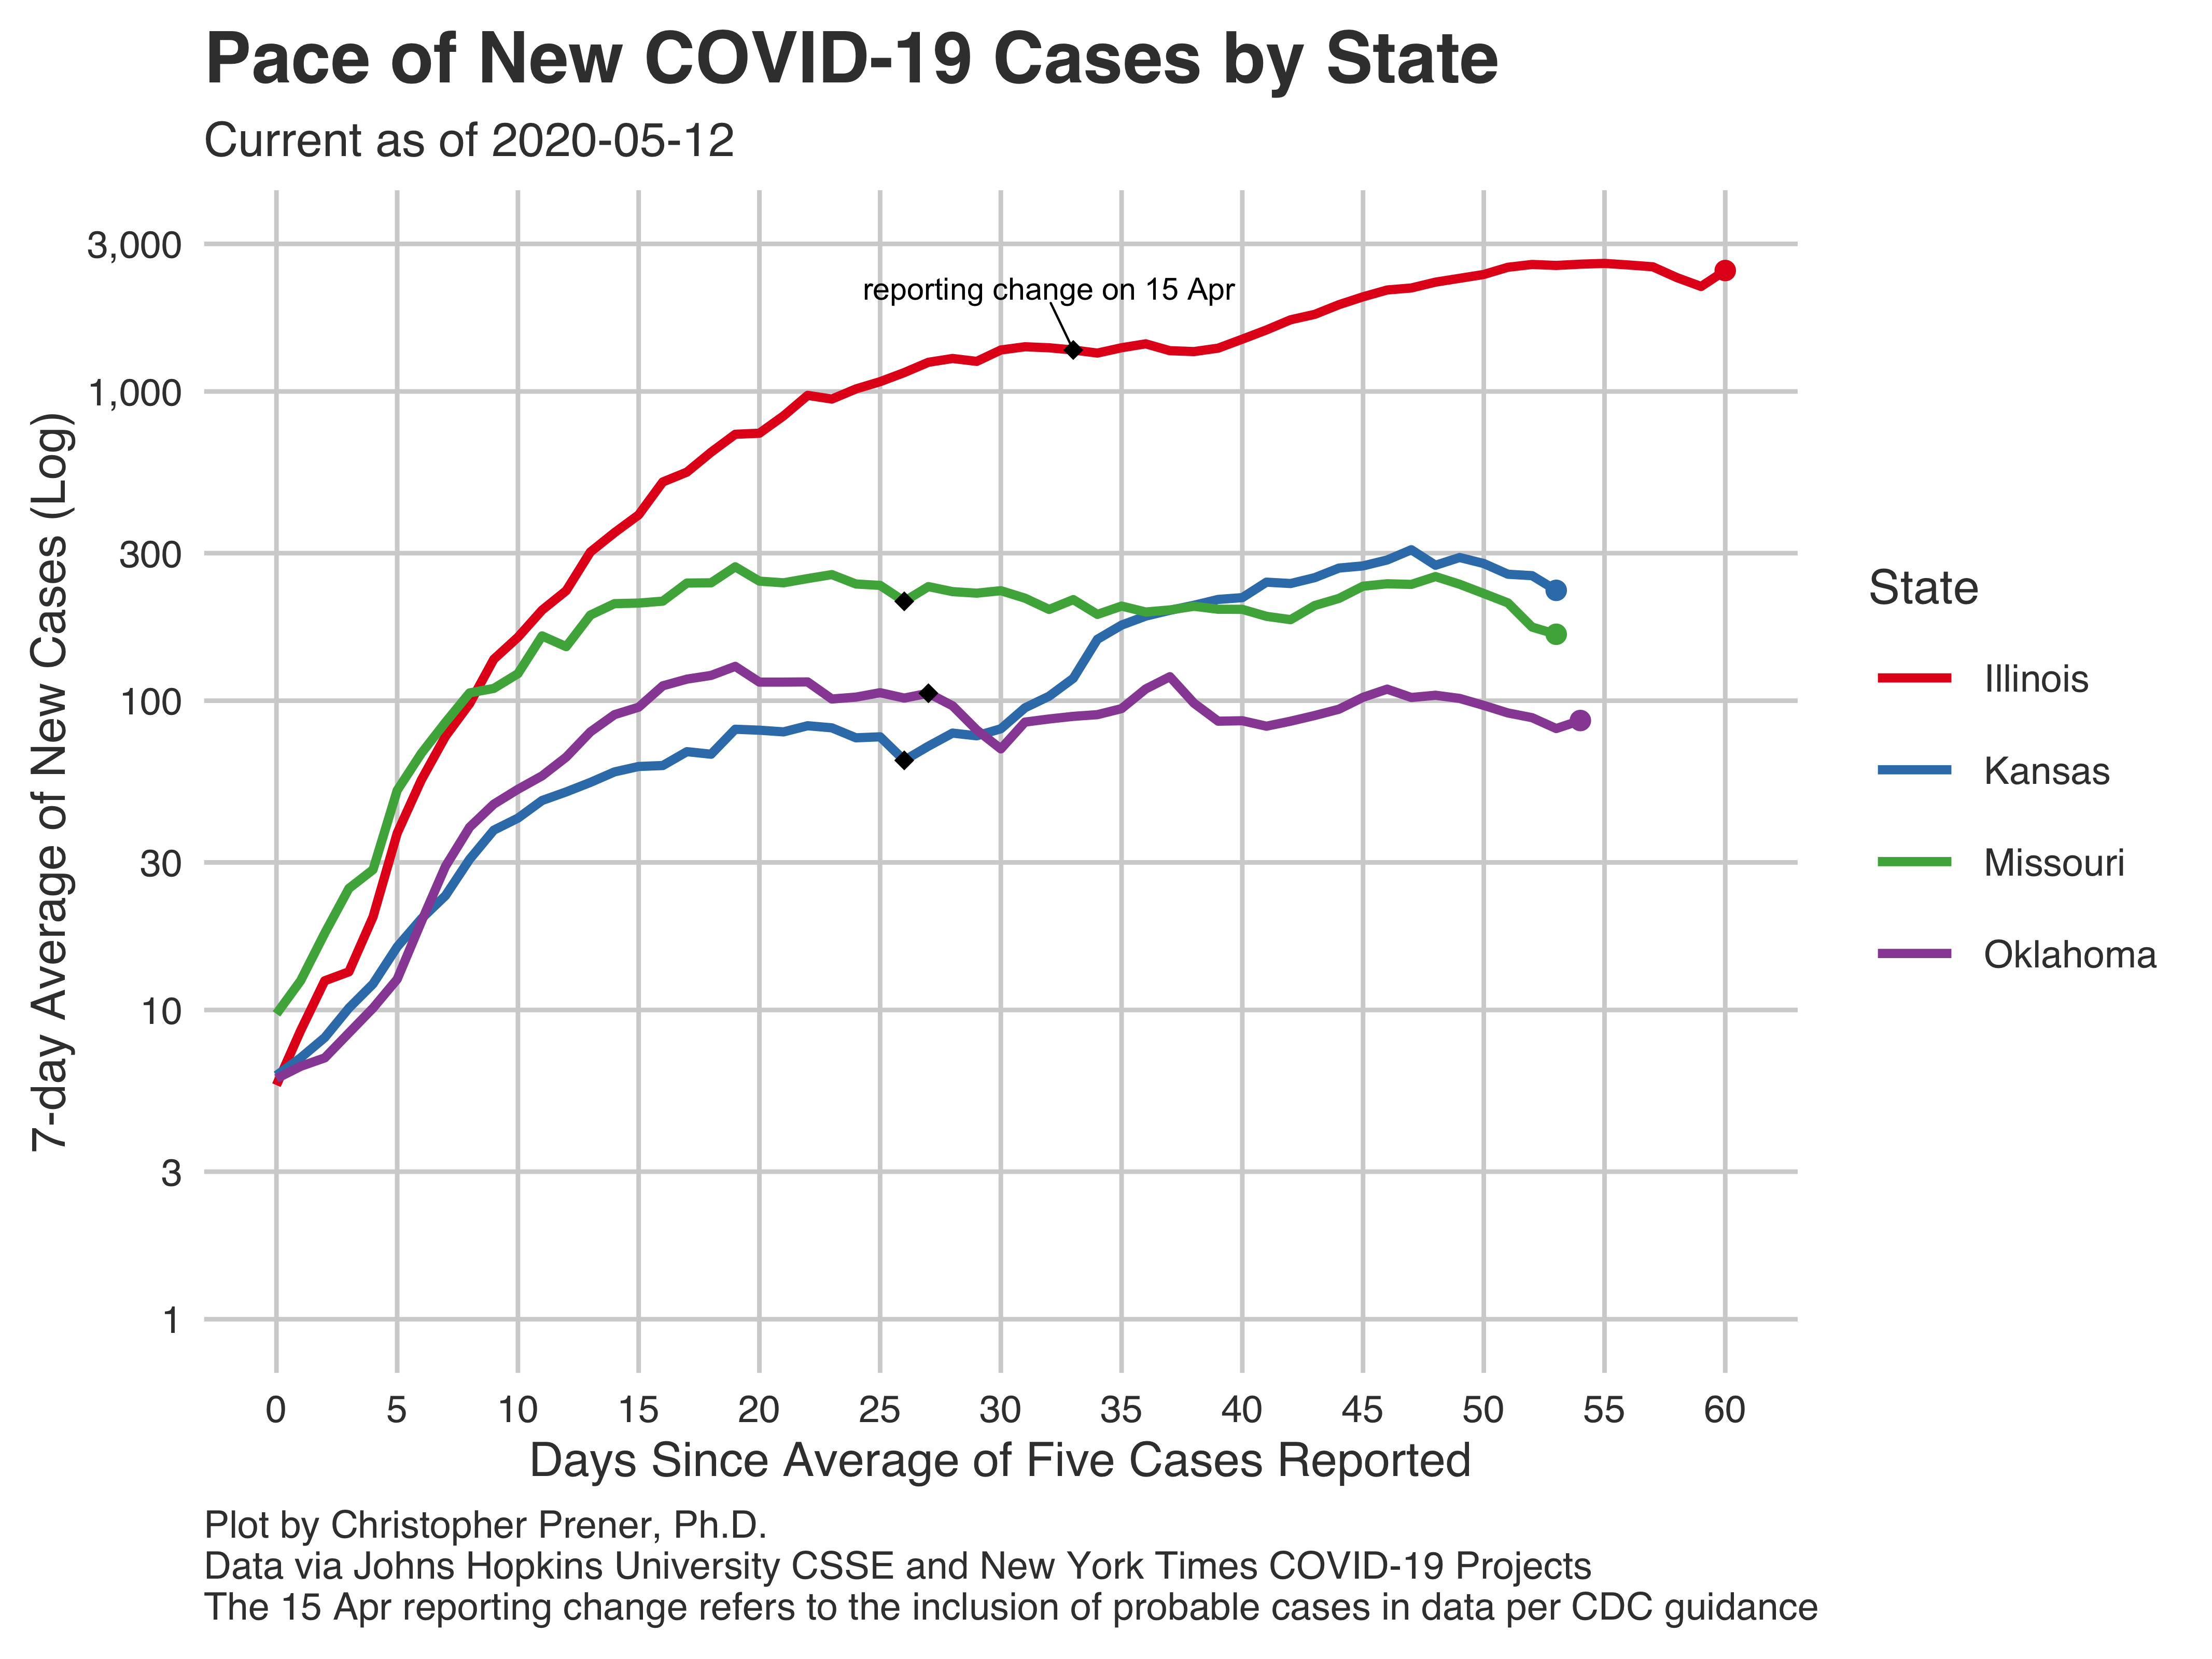 Pace of New COVID-19 Cases by State
Current as of 2020-05-12
7-day Average of New Cases (Log)
3,000
1,000
300
100
30
10
3
1
reporting change on 15 Apr
State
Illinois
Kansas
Missouri
Oklahoma
0 5 10 15 20 25 30 35 40 45 50 55 60
Days Since Average of Five Cases Reported
Plot by Christopher Prener, Ph.D.
Data via Johns Hopkins University CSSE and New York Times COVID-19 Projects
The 15 Apr reporting change refers to the inclusion of probable cases in data per CDC guidance